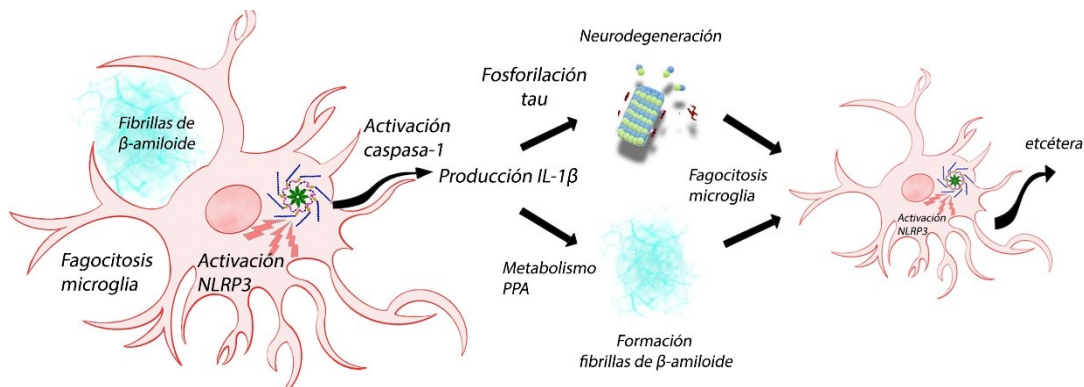 Fibrillas de
β-amiloide
Fagocitosis
microglia
Activación
NLRP3
Activación
caspasa-1
Producción IL-1β
Fosforilación
tau
Neurodegeneración
Metabolismo
PPA
Formación
fibrillas de β-amiloide
Fagocitosis
microglia
Activación
NLRP3
etcétera